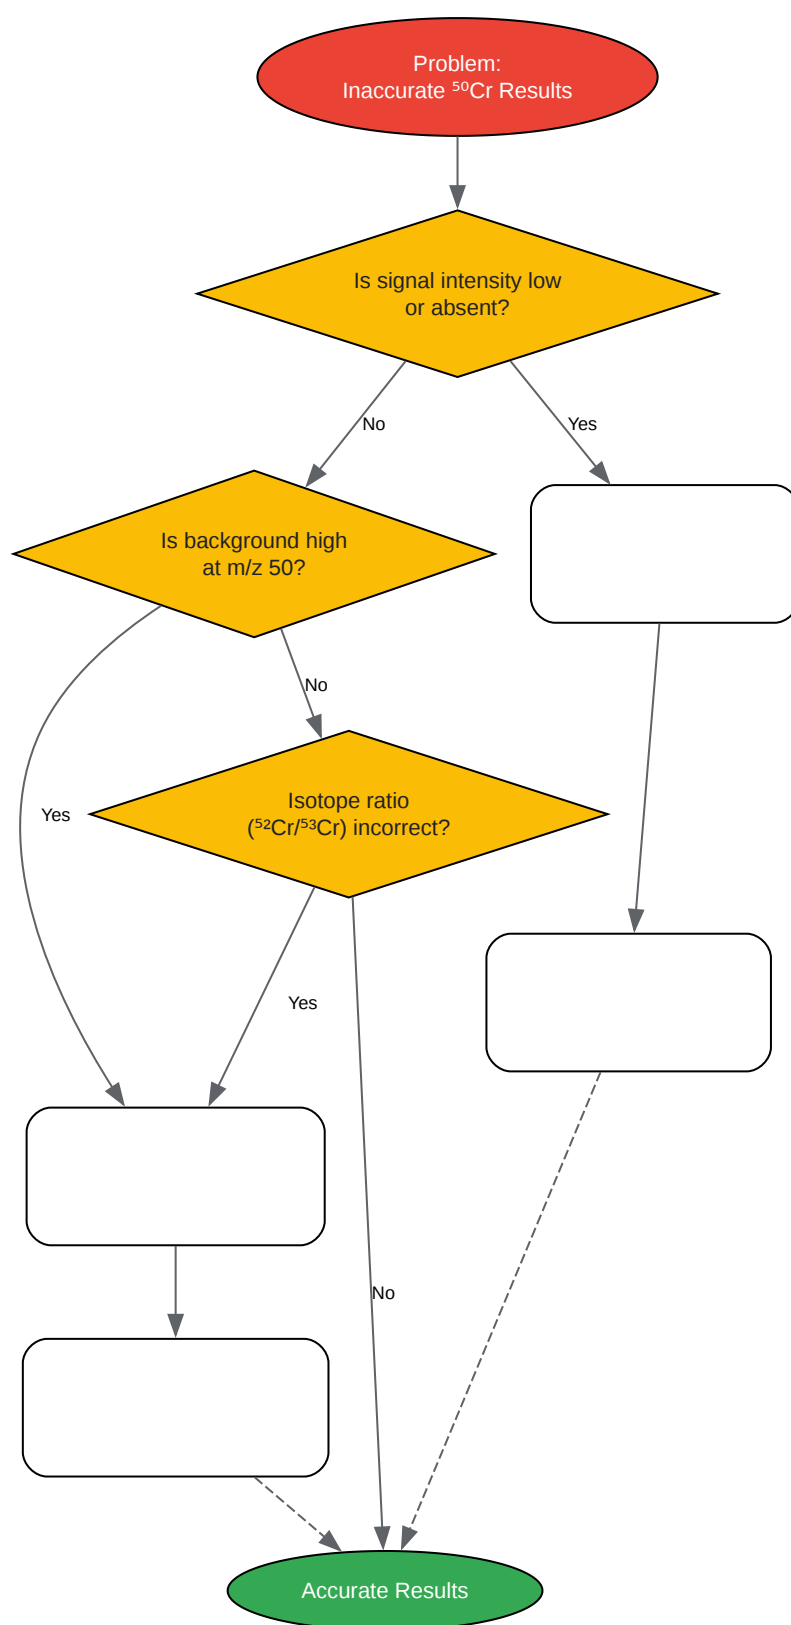 Problem:
Inaccurate ⁵⁰Cr Results
Is signal intensity low
or absent?
No
Yes
Is background high
at m/z 50?
No
Yes
Isotope ratio
(⁵²Cr/⁵³Cr) incorrect?
Yes
No
Accurate Results